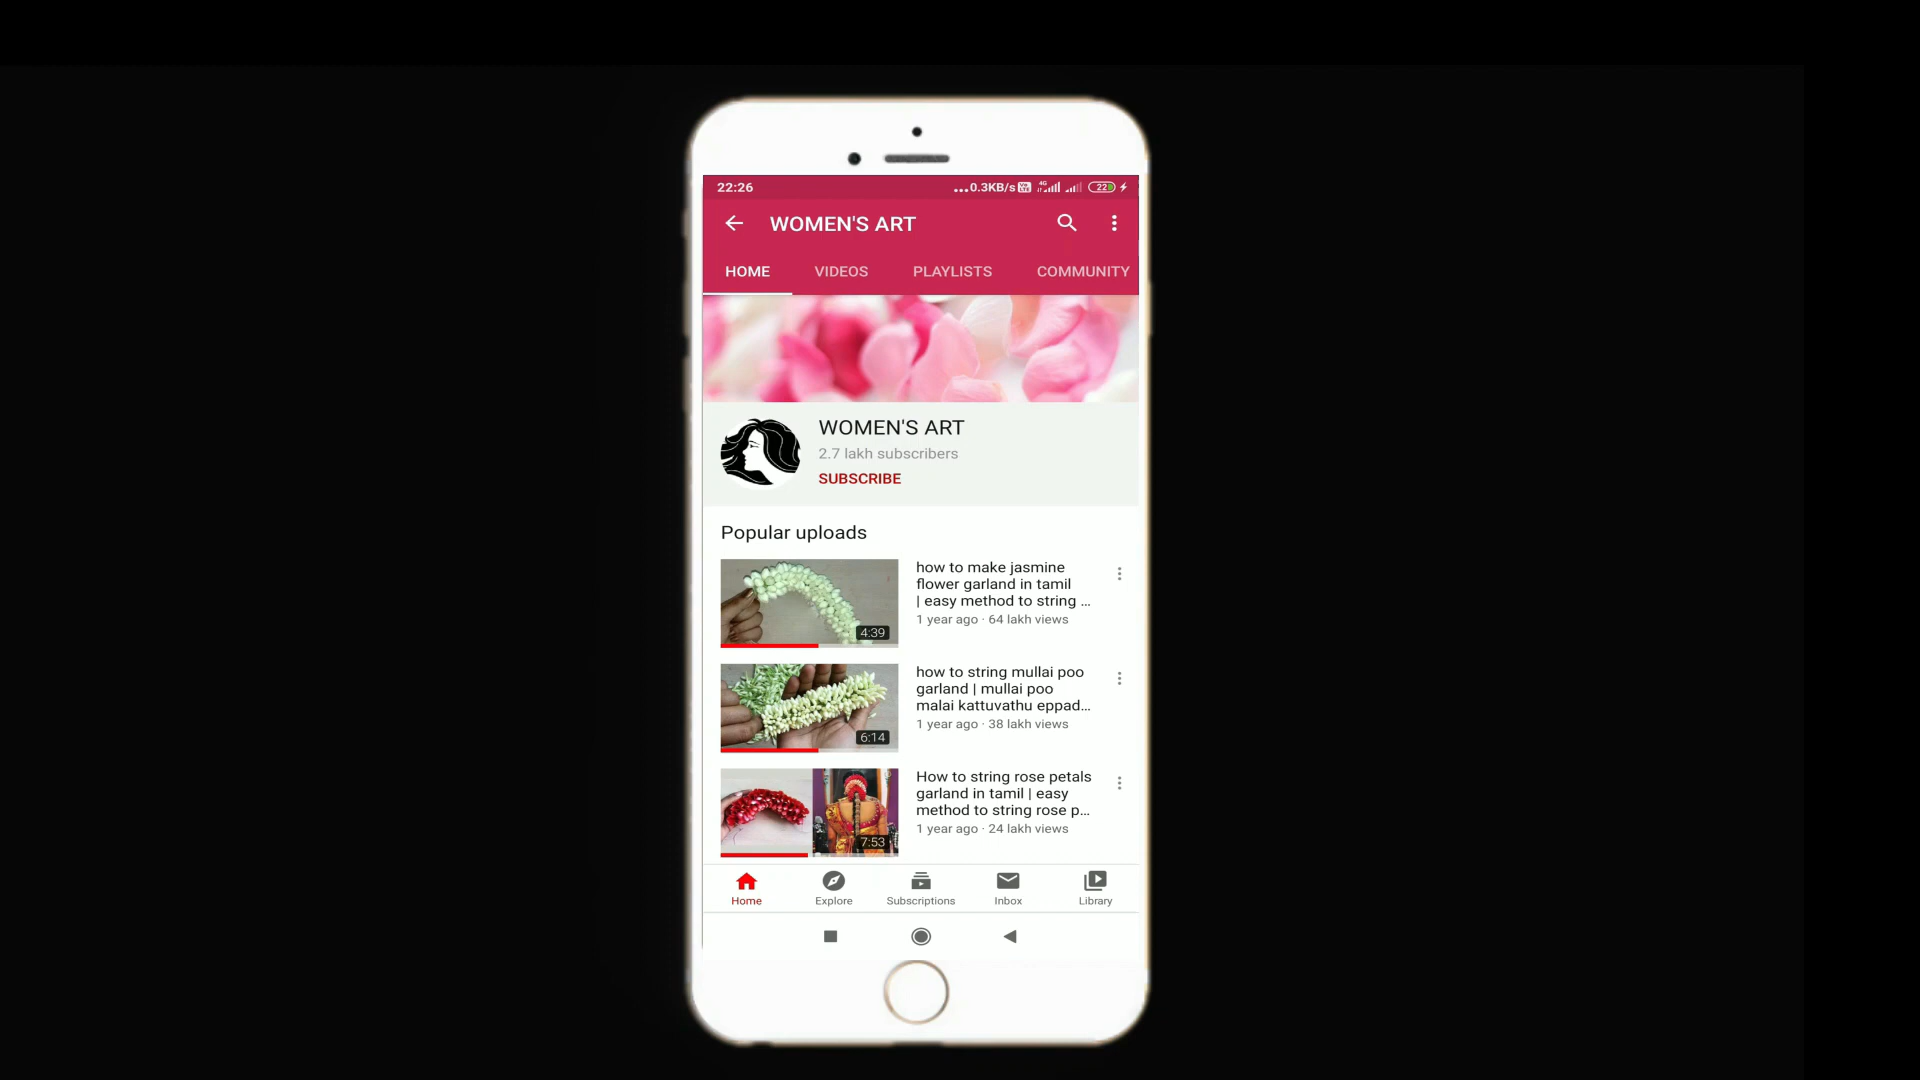 22:26
...0.3KB/s
4G
22
WOMEN'S ART
HOME VIDEOS PLAYLISTS COMMUNITY
WOMEN'S ART
2.7 lakh subscribers
SUBSCRIBE
Popular uploads
how to make jasmine
flower garland in tamil
| easy method to string ...
1 year ago · 64 lakh views
4:39
how to string mullai poo
garland | mullai poo
malai kattuvathu eppad...
1 year ago · 38 lakh views
6:14
How to string rose petals
garland in tamil | easy
method to string rose p...
1 year ago · 24 lakh views
7:53
Home Explore Subscriptions Inbox Library